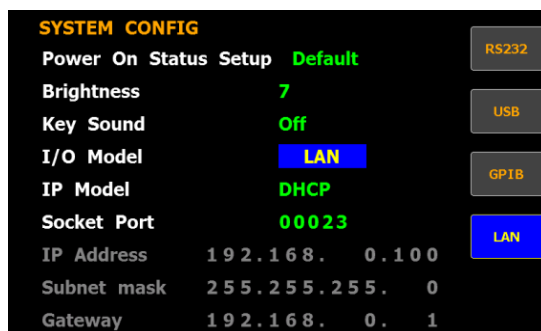 SYSTEM CONFIG
Power On Status Setup Default
Brightness 7
Key Sound Off
I/O Model LAN
IP Model DHCP
Socket Port 00023
IP Address 192.168. 0.100
Subnet mask 255.255.255. 0
Gateway 192.168. 0. 1
RS232
USB
GPIB
LAN